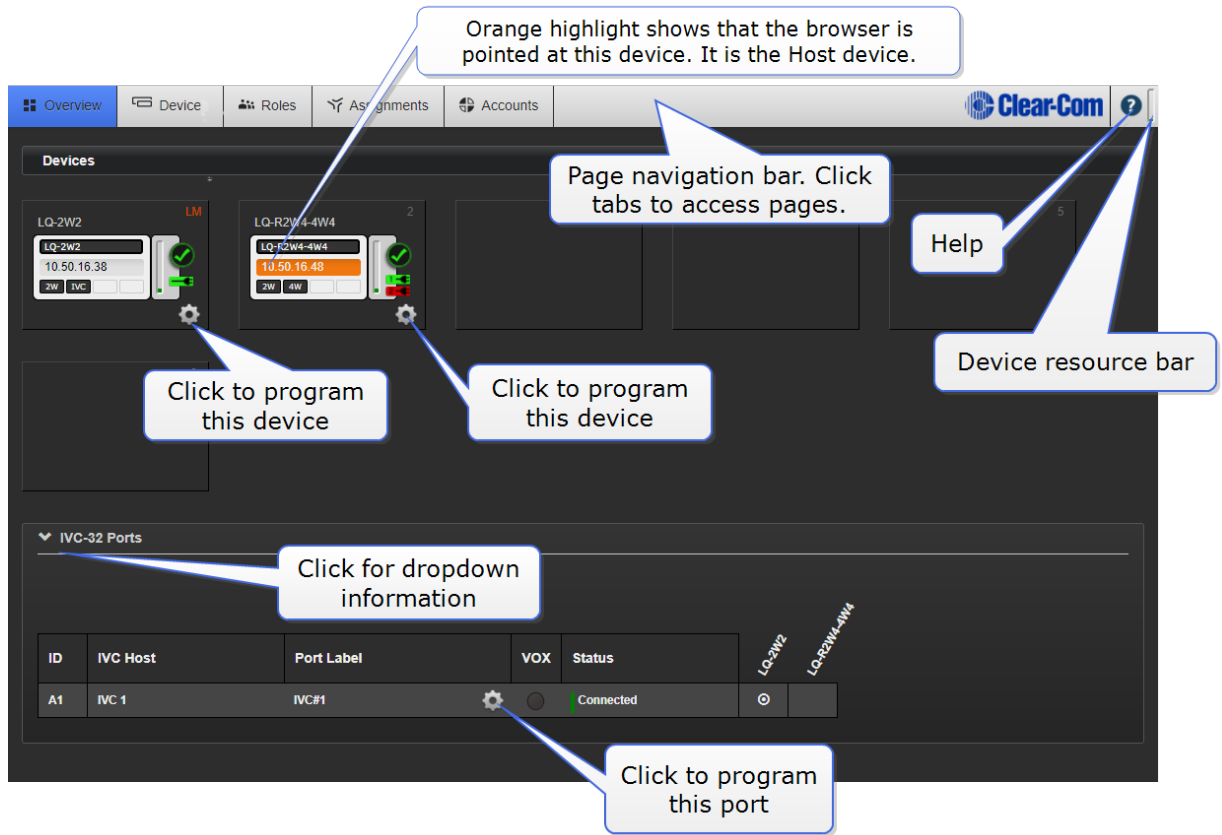 Orange highlight shows that the browser is
pointed at this device. It is the Host device.
Overview
Device
Roles
Assignments
Accounts
Clear-Com
?
Devices
Page navigation bar. Click
tabs to access pages.
Help
Device resource bar
LQ-2W2
LM
LQ-2W2
10.50.16.38
2W IVC
LQ-R2W4-4W4
2
LQ-R2W4-4W4
10.50.16.48
2W 4W
5
Click to program
this device
Click to program
this device
IVC-32 Ports
Click for dropdown
information
ID IVC Host Port Label VOX Status LQ-2W2 LQ-R2W4-4W4
A1 IVC 1 IVC#1 Connected
Click to program
this port